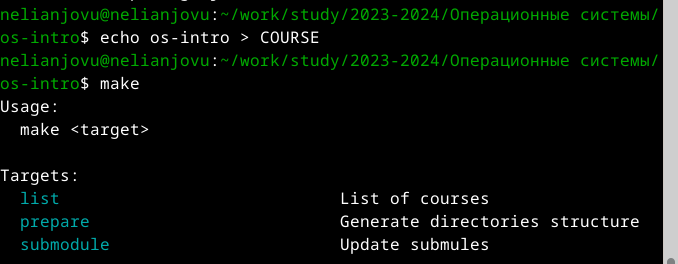 nelianjovu@nelianjovu:~/work/study/2023-2024/Операционные системы/
os-intro$ echo os-intro > COURSE
nelianjovu@nelianjovu:~/work/study/2023-2024/Операционные системы/
os-intro$ make
Usage:
  make <target>

Targets:
  list                            List of courses
  prepare                         Generate directories structure
  submodule                       Update submules